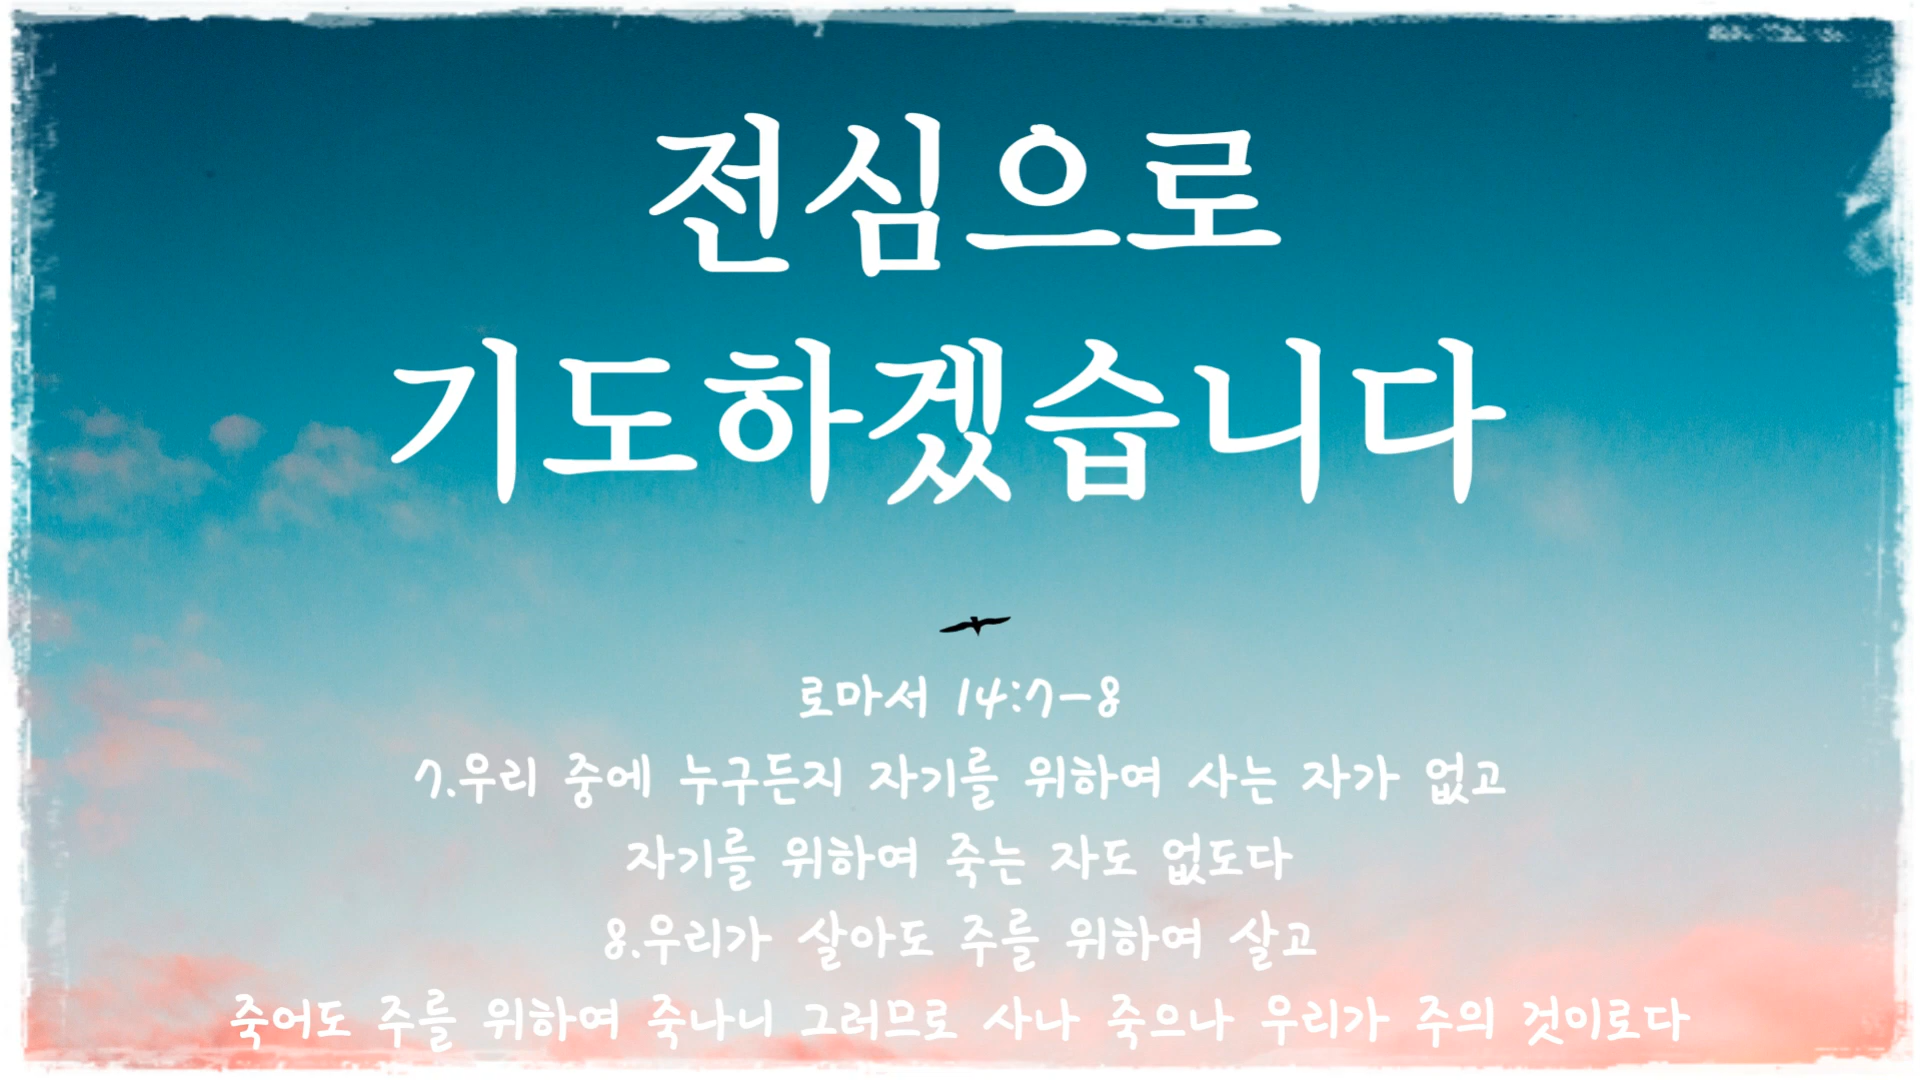 전심으로
기도하겠습니다
로마서 14:7-8
7.우리 중에 누구든지 자기를 위하여 사는 자가 없고
자기를 위하여 죽는 자도 없도다
8.우리가 살아도 주를 위하여 살고
죽어도 주를 위하여 죽나니 그러므로 사나 죽으나 우리가 주의 것이로다